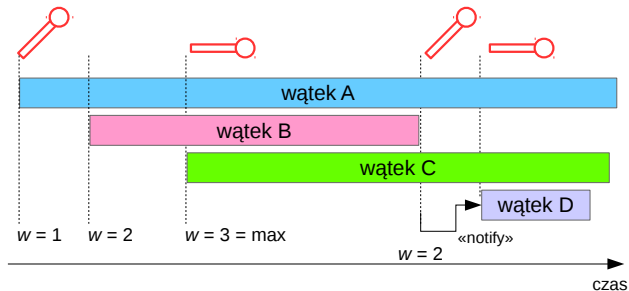 wątek A
wątek B
wątek C
wątek D
w = 1
w = 2
w = 3 = max
«notify»
w = 2
czas